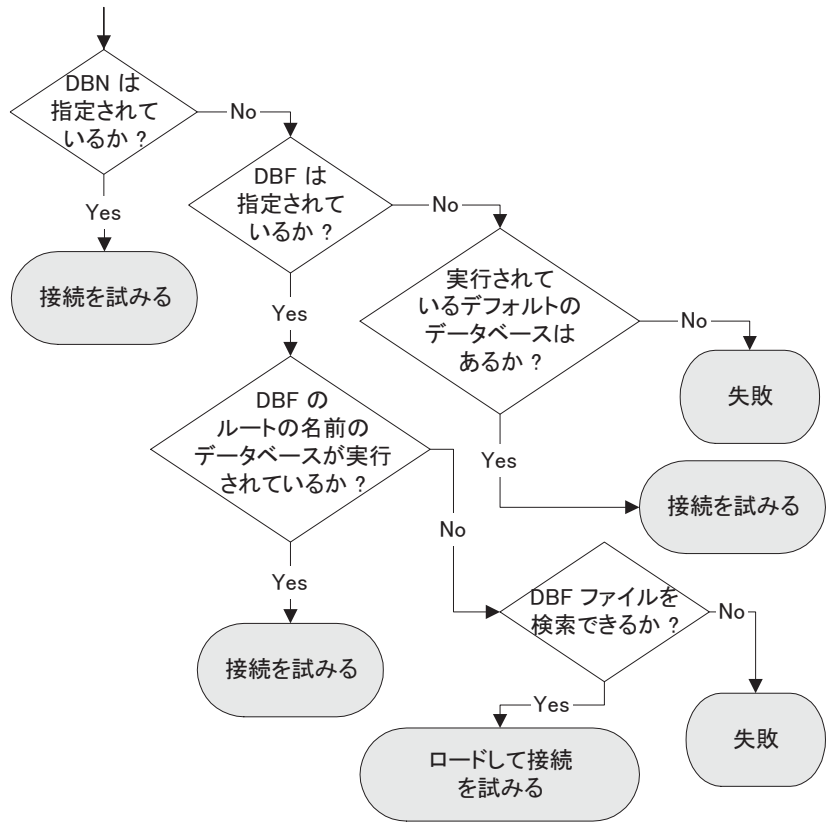 DBN は
指定されて
いるか ?
No
Yes
接続を試みる
DBF は
指定されて
いるか ?
No
Yes
実行されて
いるデフォルトの
データベースは
あるか ?
No
失敗
Yes
接続を試みる
DBF の
ルートの名前の
データベースが実行
されているか ?
No
Yes
接続を試みる
DBF ファイルを
検索できるか ?
No
失敗
Yes
ロードして接続
を試みる